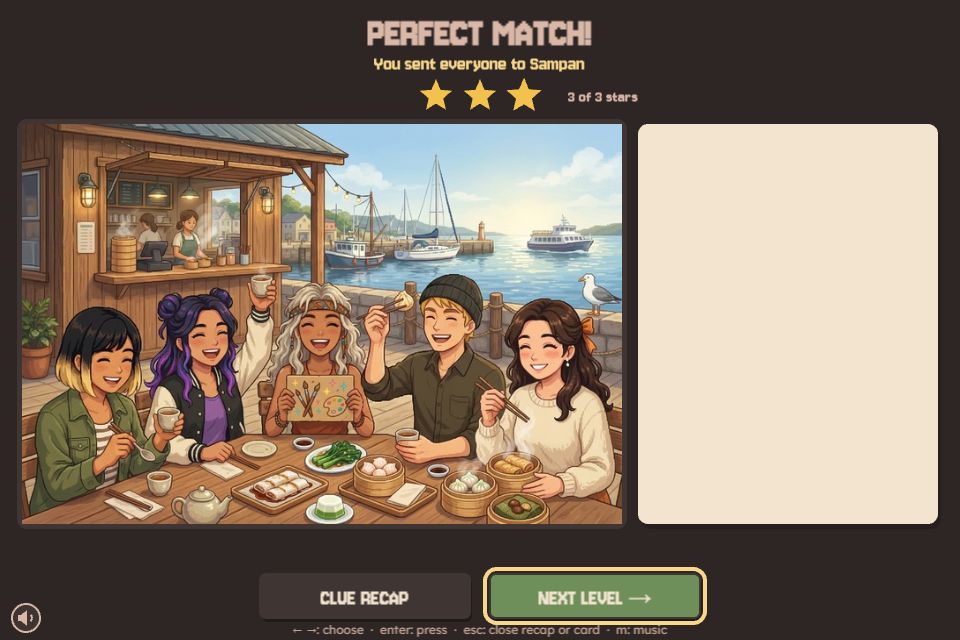 PERFECT MATCH!
You sent everyone to Sampan
3 of 3 stars
CLUE RECAP
NEXT LEVEL →
← →: choose · enter: press · esc: close recap or card · m: music